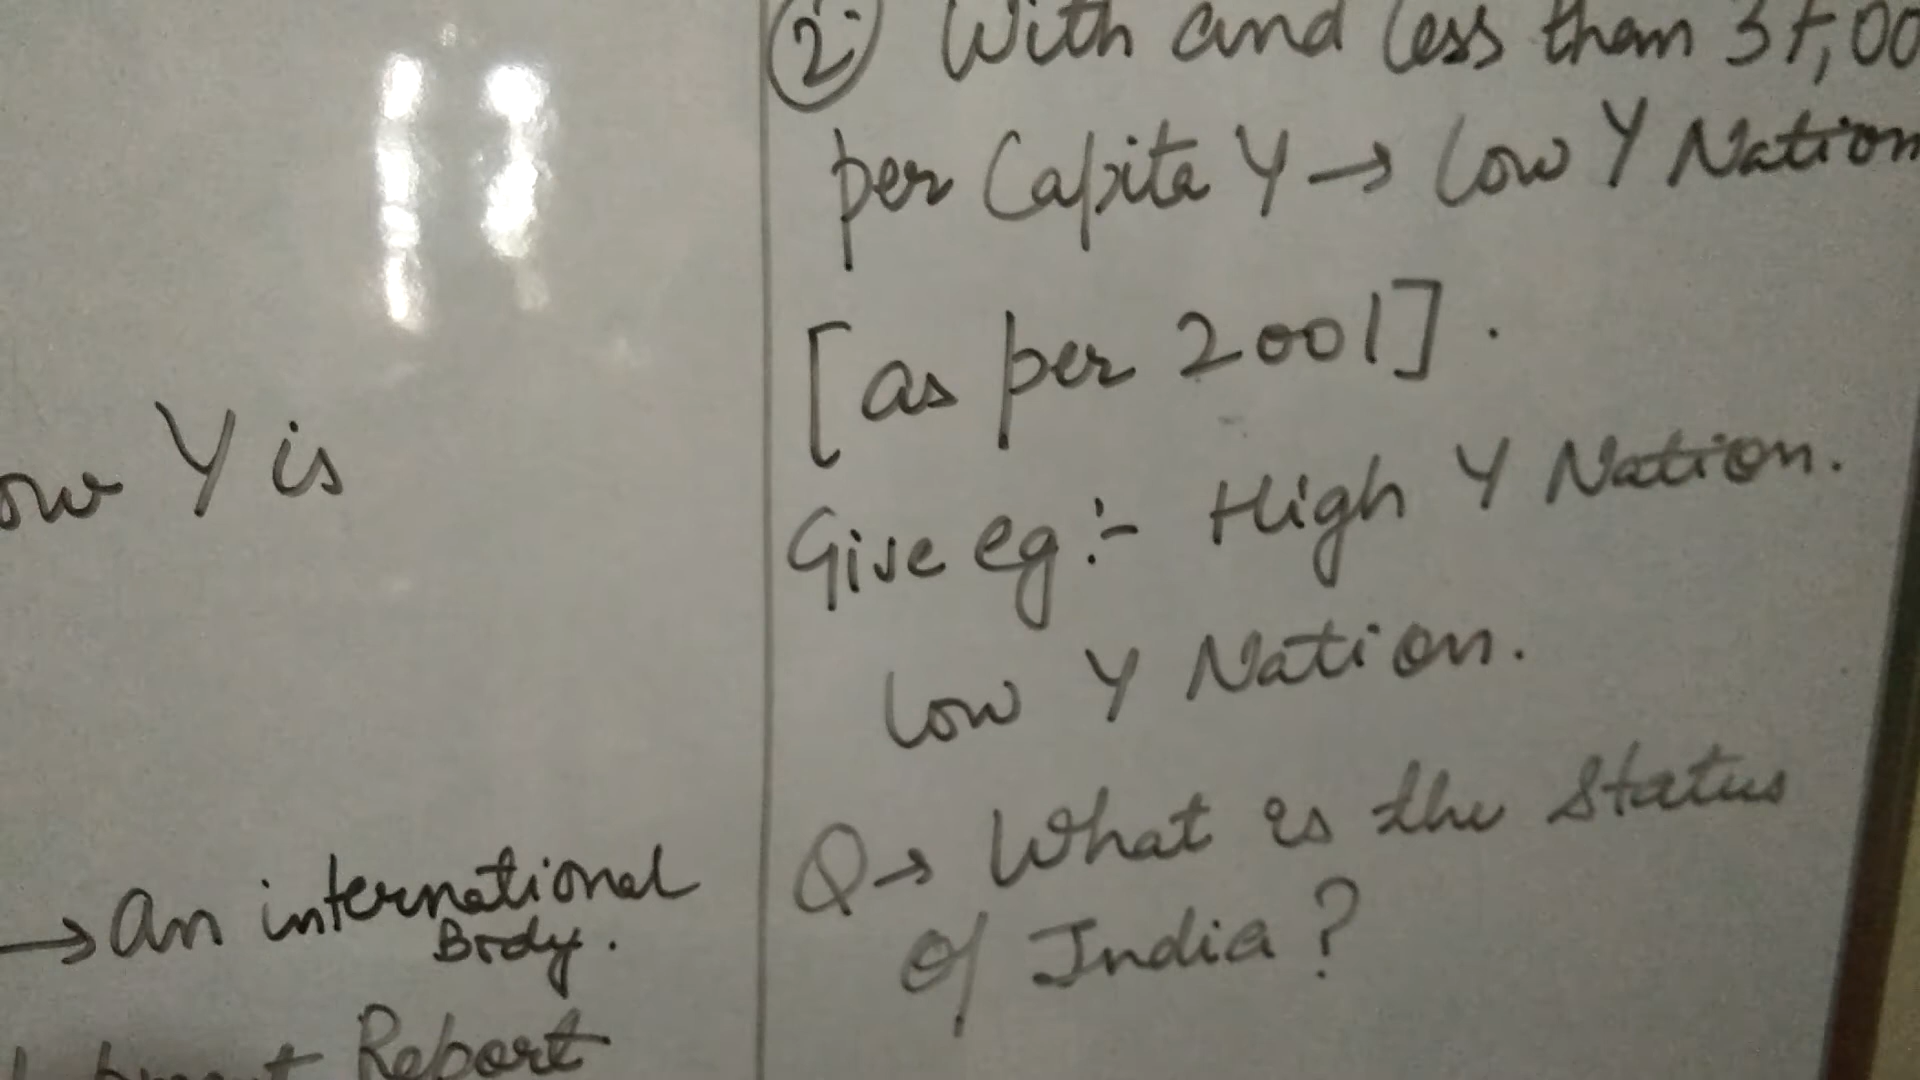 Y is
→ an international
Body.
Report
② With and less than 37,00
per Capita Y → Low Y Nation
[as per 2001].
Give eg:- High Y Nation.
Low Y Nation.
Q→ What is the status
of India?